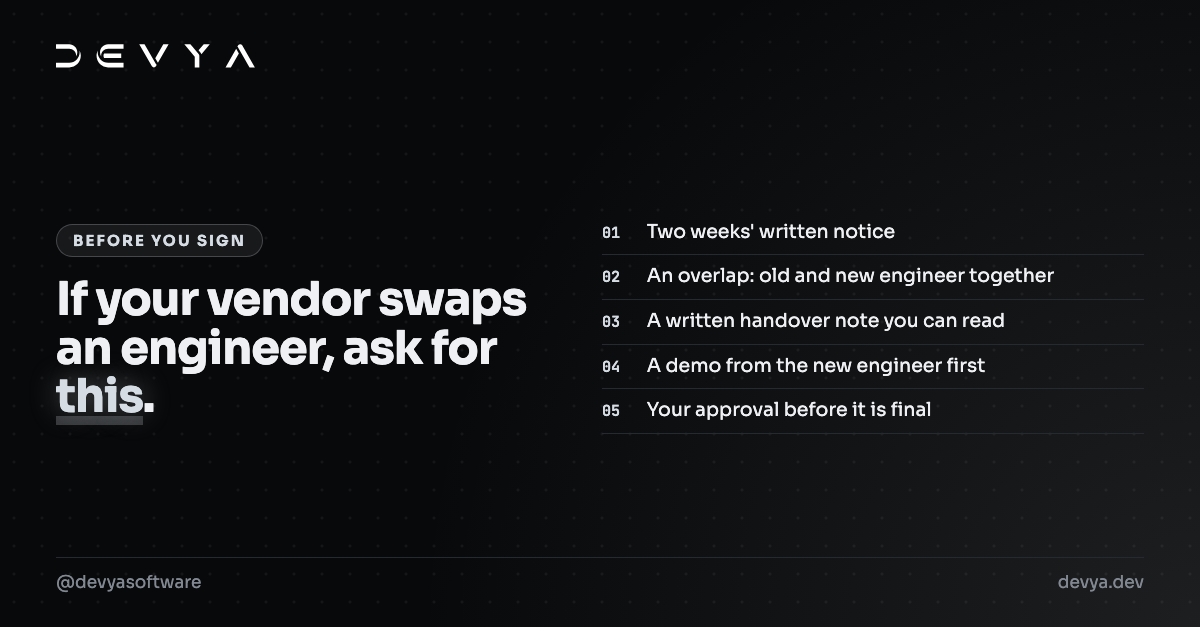 DEVYA
BEFORE YOU SIGN
If your vendor swaps
an engineer, ask for
this.
01 Two weeks' written notice
02 An overlap: old and new engineer together
03 A written handover note you can read
04 A demo from the new engineer first
05 Your approval before it is final
@devyasoftware
devya.dev